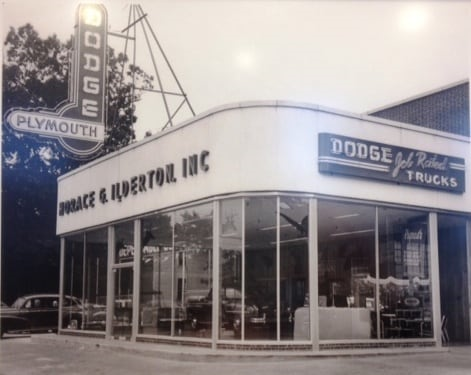 DODGE
PLYMOUTH
HORACE G. ILDERTON, INC
DODGE Job Rated
TRUCKS